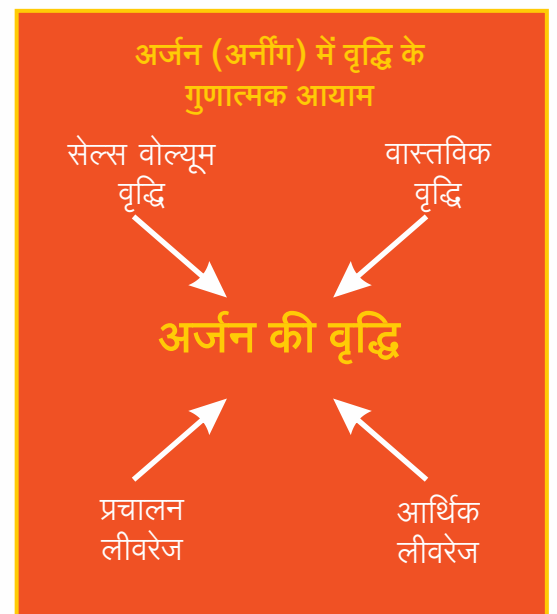 अर्जन (अर्नींग) में वृद्धि के
गुणात्मक आयाम
सेल्स वोल्यूम
वृद्धि
वास्तविक
वृद्धि
अर्जन की वृद्धि
प्रचालन
लीवरेज
आर्थिक
लीवरेज